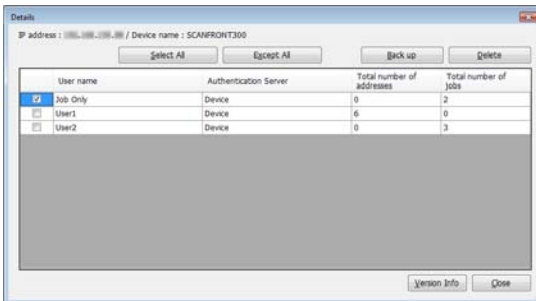 Details
IP address : / Device name : SCANFRONT300
Select All Except All Back up Delete
User name Authentication Server Total number of addresses Total number of jobs
Job Only Device 0 2
User1 Device 6 0
User2 Device 0 3
Version Info Close